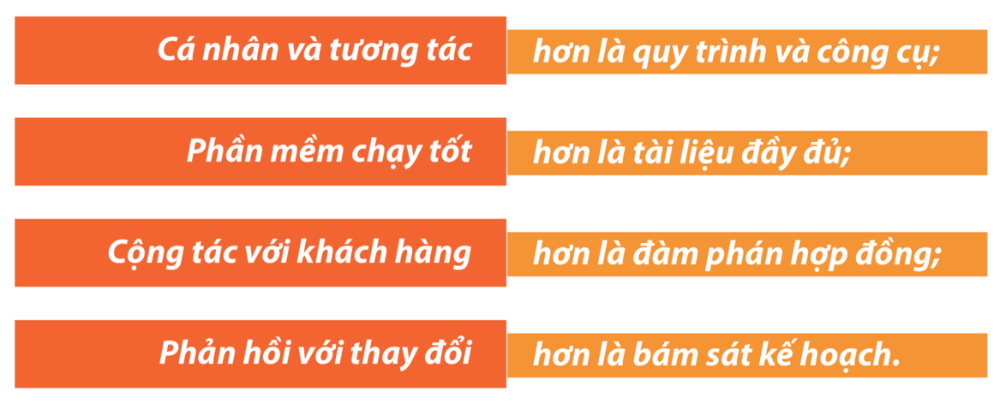 Cá nhân và tương tác hơn là quy trình và công cụ;
Phần mềm chạy tốt hơn là tài liệu đầy đủ;
Cộng tác với khách hàng hơn là đàm phán hợp đồng;
Phản hồi với thay đổi hơn là bám sát kế hoạch.